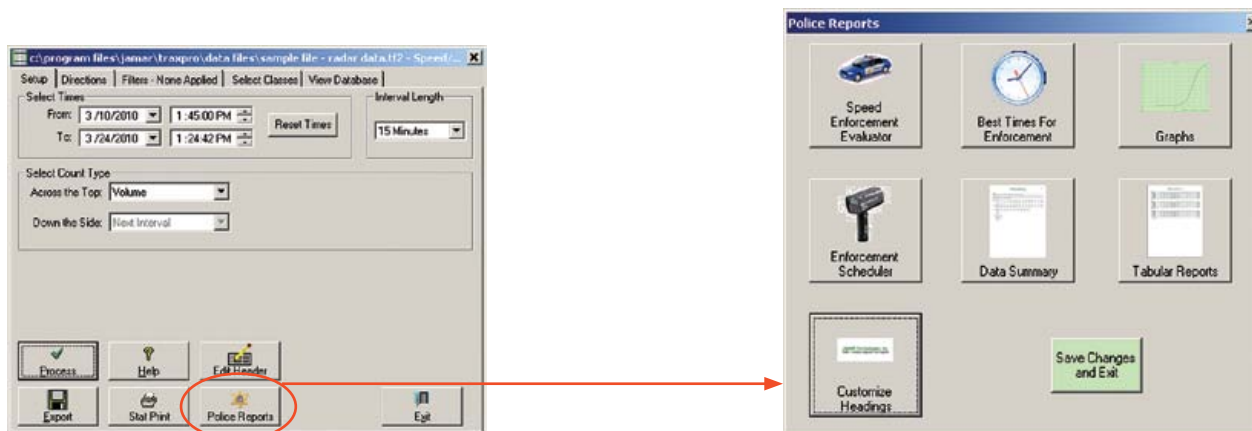 c:\program files\jamar\traxpro\data files\sample file - radar data.tf2 - Speed/...
Setup
Directions
Filters - None Applied
Select Classes
View Database
Select Times
From: 3/10/2010 1:45:00 PM
To: 3/24/2010 1:24:42 PM
Reset Times
Interval Length
15 Minutes
Select Count Type
Across the Top: Volume
Down the Side: Next Interval
Process
Help
Edit Header
Export
Stat Print
Police Reports
Exit
Police Reports
Speed
Enforcement
Evaluator
Best Times For
Enforcement
Graphs
Enforcement
Scheduler
Data Summary
Tabular Reports
Customize
Headings
Save Changes
and Exit